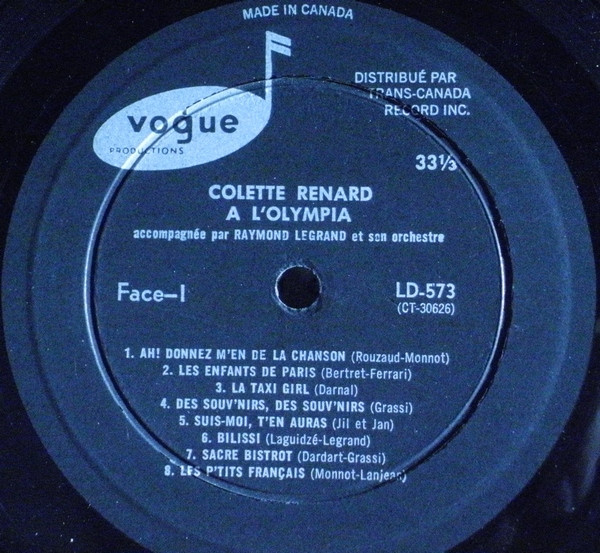 MADE IN CANADA
DISTRIBUÉ PAR
TRANS-CANADA
RECORD INC.
vogue
PRODUCTIONS
33⅓
COLETTE RENARD
A L'OLYMPIA
accompagnée par RAYMOND LEGRAND et son orchestre
Face-I
LD-573
(CT-30626)
1. AH! DONNEZ M'EN DE LA CHANSON (Rouzaud-Monnot)
2. LES ENFANTS DE PARIS (Bertret-Ferrari)
3. LA TAXI GIRL (Darnal)
4. DES SOUV'NIRS, DES SOUV'NIRS (Grassi)
5. SUIS-MOI, T'EN AURAS (Jil et Jan)
6. BILISSI (Laguidzé-Legrand)
7. SACRE BISTROT (Dardart-Grassi)
8. LES P'TITS FRANÇAIS (Monnot-Lanjean)